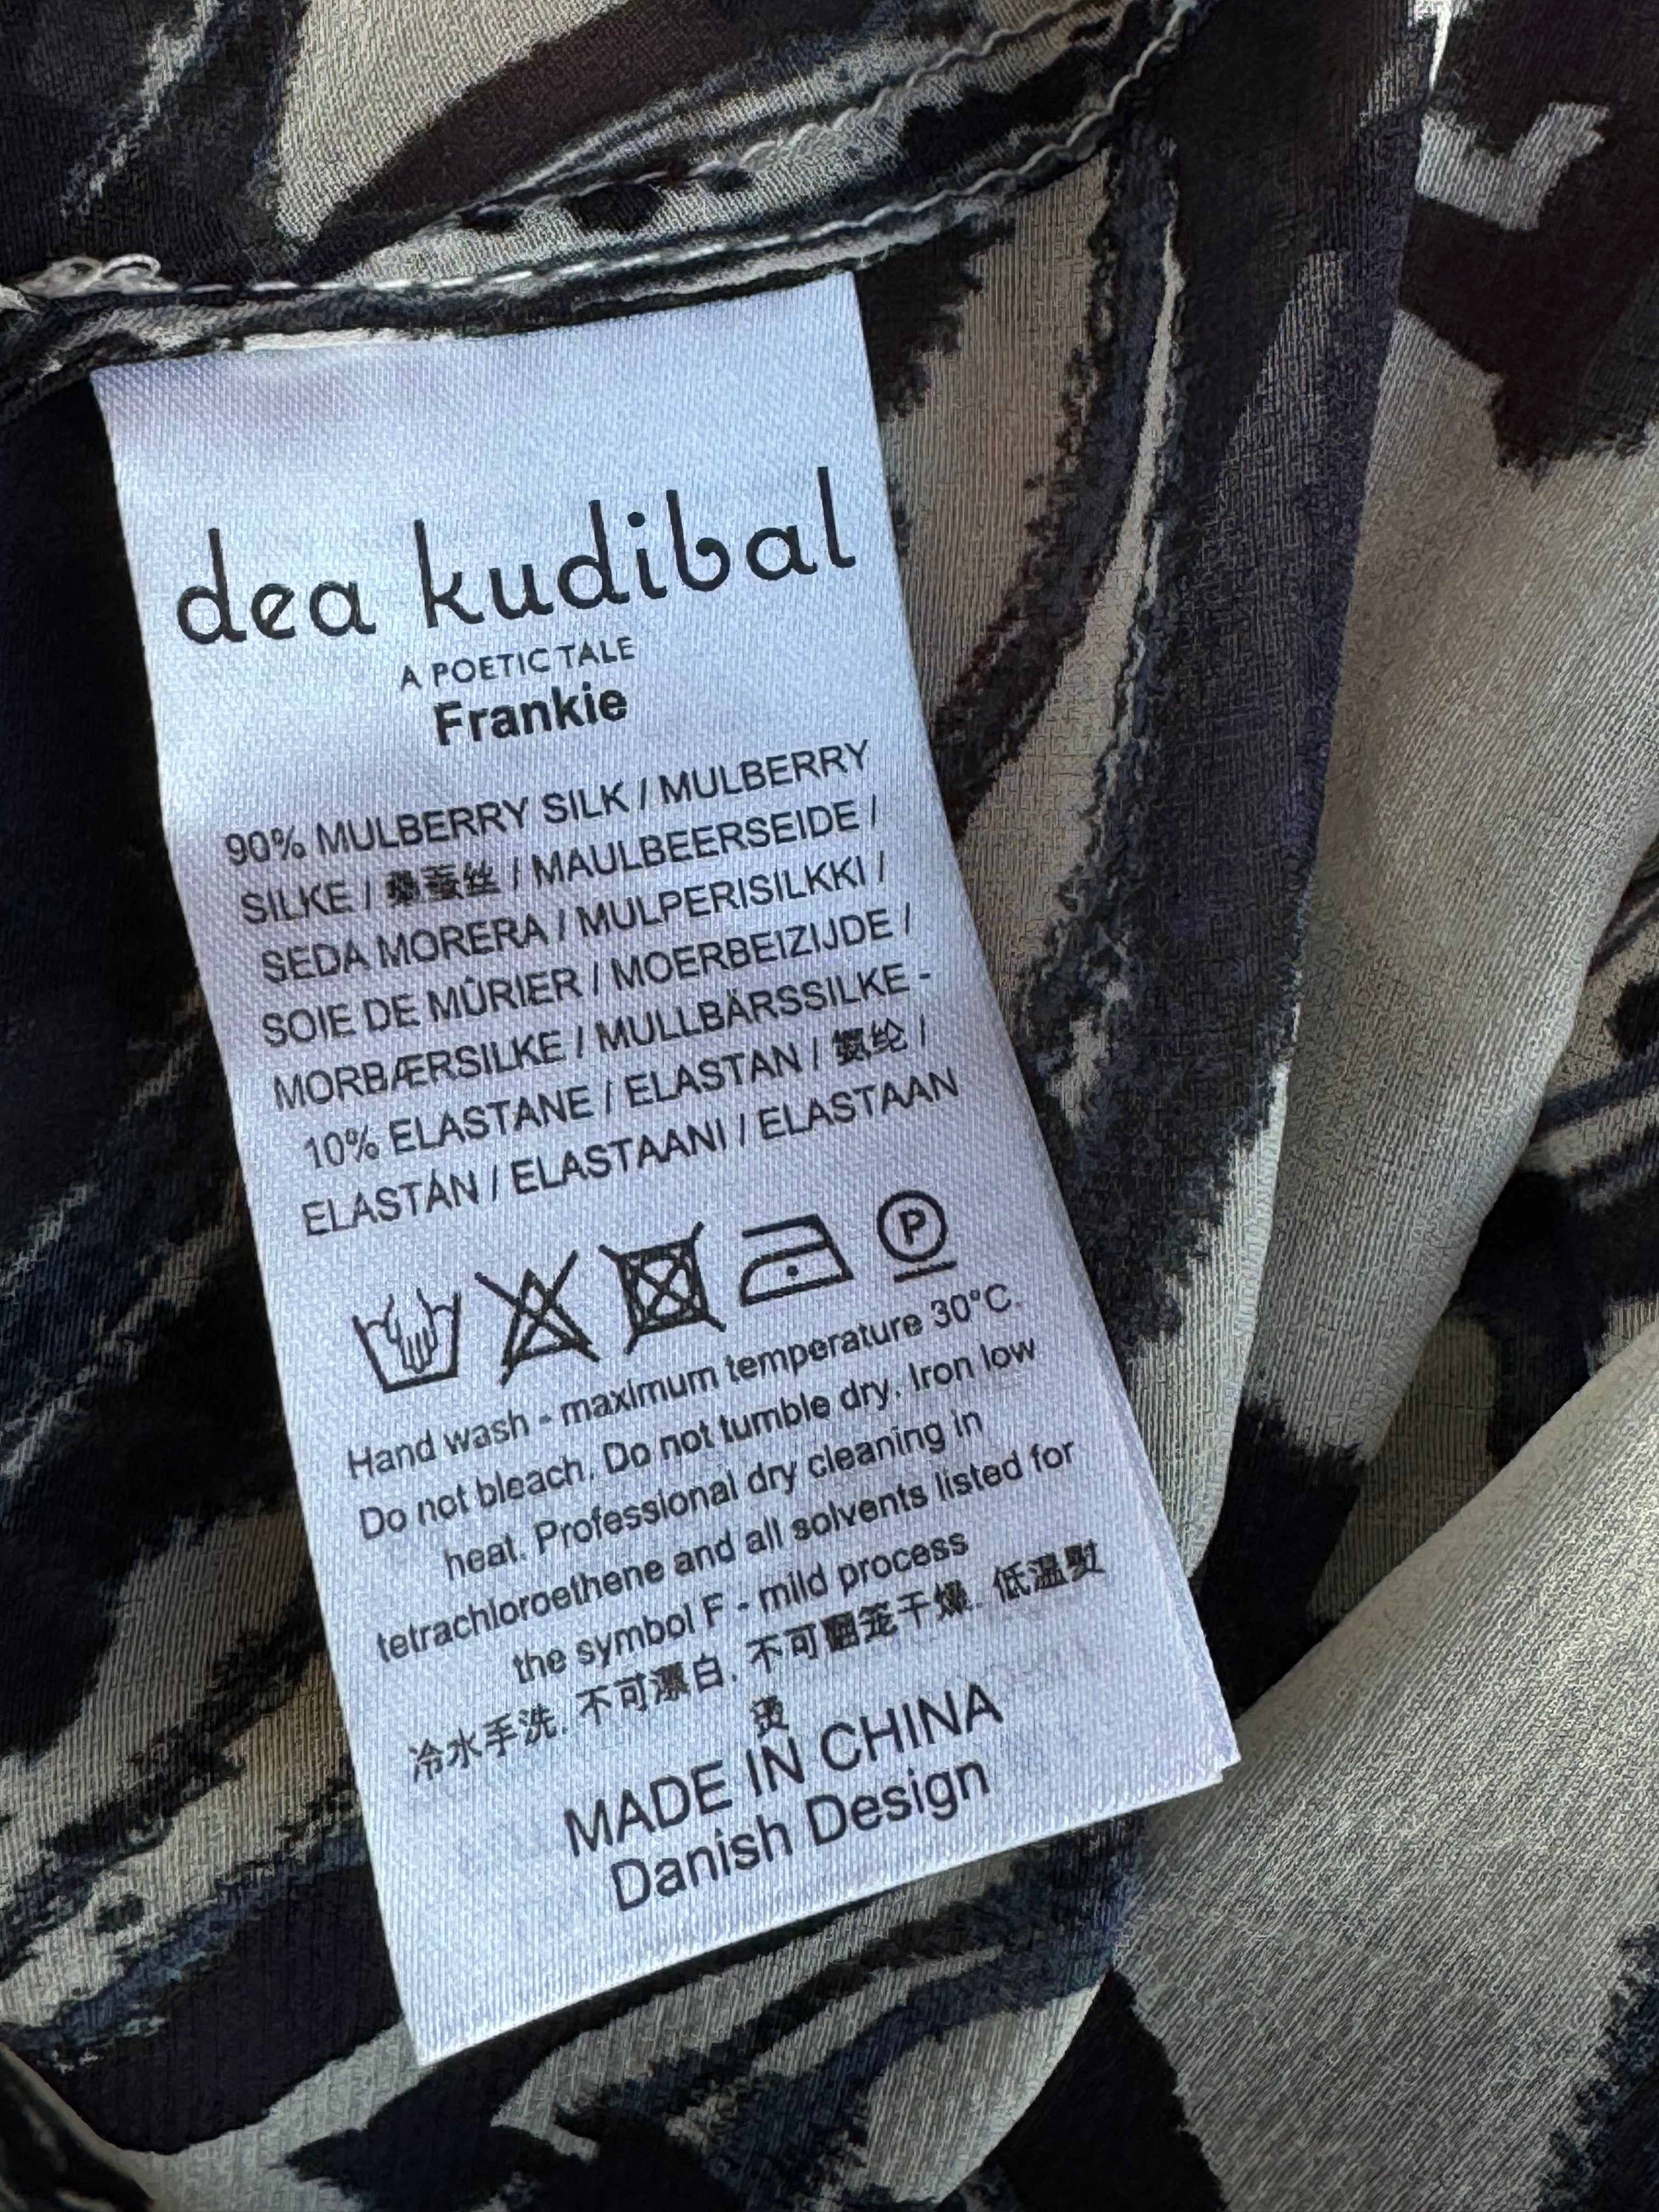 dea kudibal
A POETIC TALE
Frankie
90% MULBERRY SILK / MULBERRY
SILKE / 桑蚕丝 / MAULBEERSEIDE /
SEDA MORERA / MULPERISILKKI /
SOIE DE MÛRIER / MOERBEIZIJDE /
MORBÆRSILKE / MULLBÄRSSILKE -
10% ELASTANE / ELASTAN / 氨纶 /
ELASTÁN / ELASTAANI / ELASTAAN
P
Hand wash - maximum temperature 30°C.
Do not bleach. Do not tumble dry. Iron low
heat. Professional dry cleaning in
tetrachloroethene and all solvents listed for
the symbol F - mild process
冷水手洗. 不可漂白. 不可翻笼干燥. 低温熨
烫
MADE IN CHINA
Danish Design